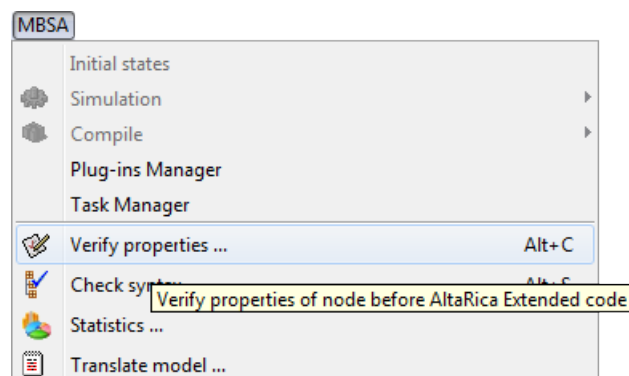 MBSA
Initial states
Simulation
Compile
Plug-ins Manager
Task Manager
Verify properties ... Alt+C
Check syntax Alt+S
Verify properties of node before AltaRica Extended code
Statistics ...
Translate model ...